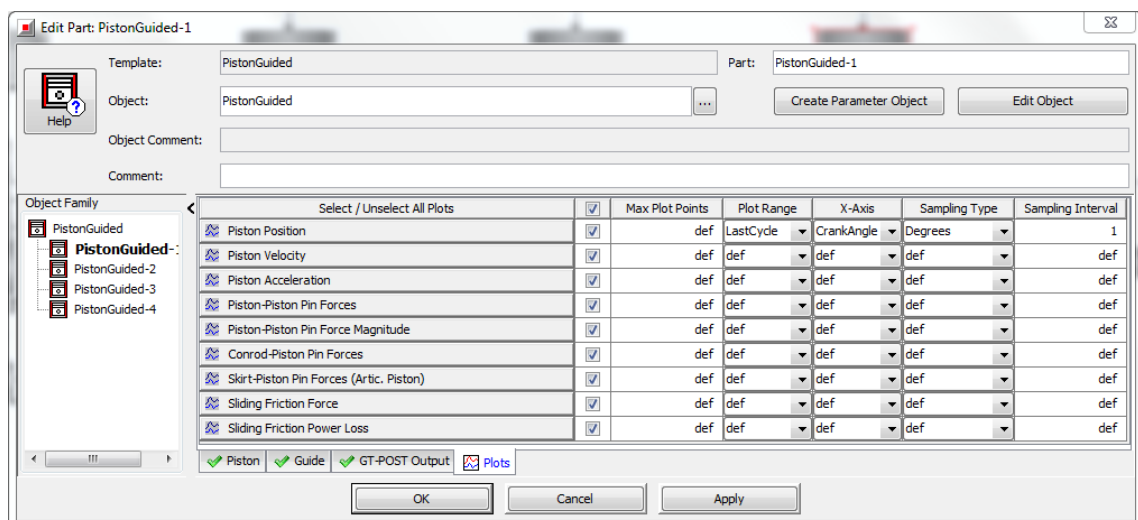 Edit Part: PistonGuided-1
Template: PistonGuided Part: PistonGuided-1
Help
Object: PistonGuided ... Create Parameter Object Edit Object
Object Comment:
Comment:
Object Family
PistonGuided
PistonGuided-
PistonGuided-2
PistonGuided-3
PistonGuided-4
Select / Unselect All Plots Max Plot Points Plot Range X-Axis Sampling Type Sampling Interval
Piston Position def LastCycle CrankAngle Degrees 1
Piston Velocity def def def def def
Piston Acceleration def def def def def
Piston-Piston Pin Forces def def def def def
Piston-Piston Pin Force Magnitude def def def def def
Conrod-Piston Pin Forces def def def def def
Skirt-Piston Pin Forces (Artic. Piston) def def def def def
Sliding Friction Force def def def def def
Sliding Friction Power Loss def def def def def
Piston Guide GT-POST Output Plots
OK Cancel Apply